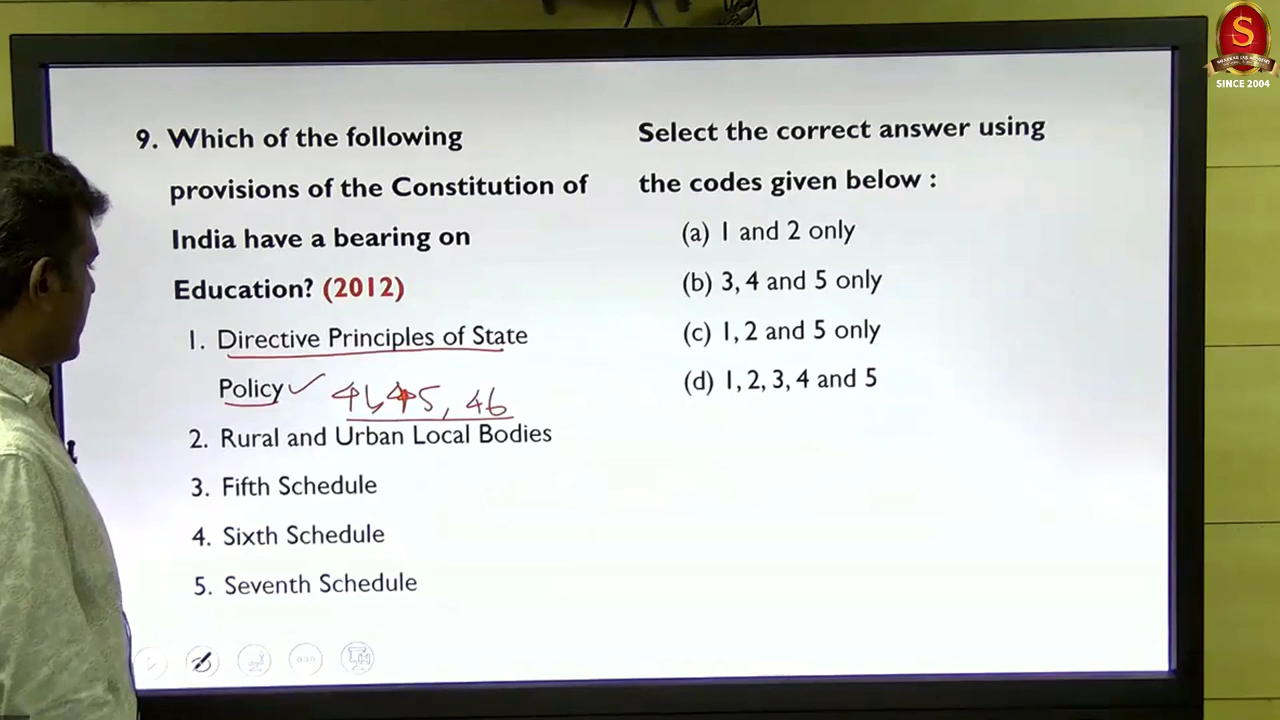 9. Which of the following
provisions of the Constitution of
India have a bearing on
Education? (2012)
1. Directive Principles of State
Policy ✓ 41, 45, 46
2. Rural and Urban Local Bodies
3. Fifth Schedule
4. Sixth Schedule
5. Seventh Schedule
Select the correct answer using
the codes given below :
(a) 1 and 2 only
(b) 3, 4 and 5 only
(c) 1, 2 and 5 only
(d) 1, 2, 3, 4 and 5
S
SHANKAR IAS ACADEMY
SINCE 2004